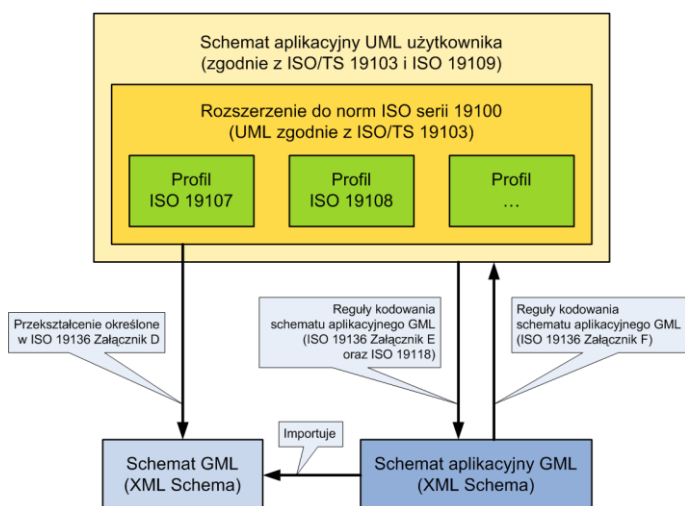 Schemat aplikacyjny UML użytkownika
(zgodnie z ISO/TS 19103 i ISO 19109)
Rozszerzenie do norm ISO serii 19100
(UML zgodnie z ISO/TS 19103)
Profil
ISO 19107
Profil
ISO 19108
Profil
...
Przekształcenie określone
w ISO 19136 Załącznik D
Reguły kodowania
schematu aplikacyjnego GML
(ISO 19136 Załącznik E
oraz ISO 19118)
Reguły kodowania
schematu aplikacyjnego GML
(ISO 19136 Załącznik F)
Importuje
Schemat GML
(XML Schema)
Schemat aplikacyjny GML
(XML Schema)